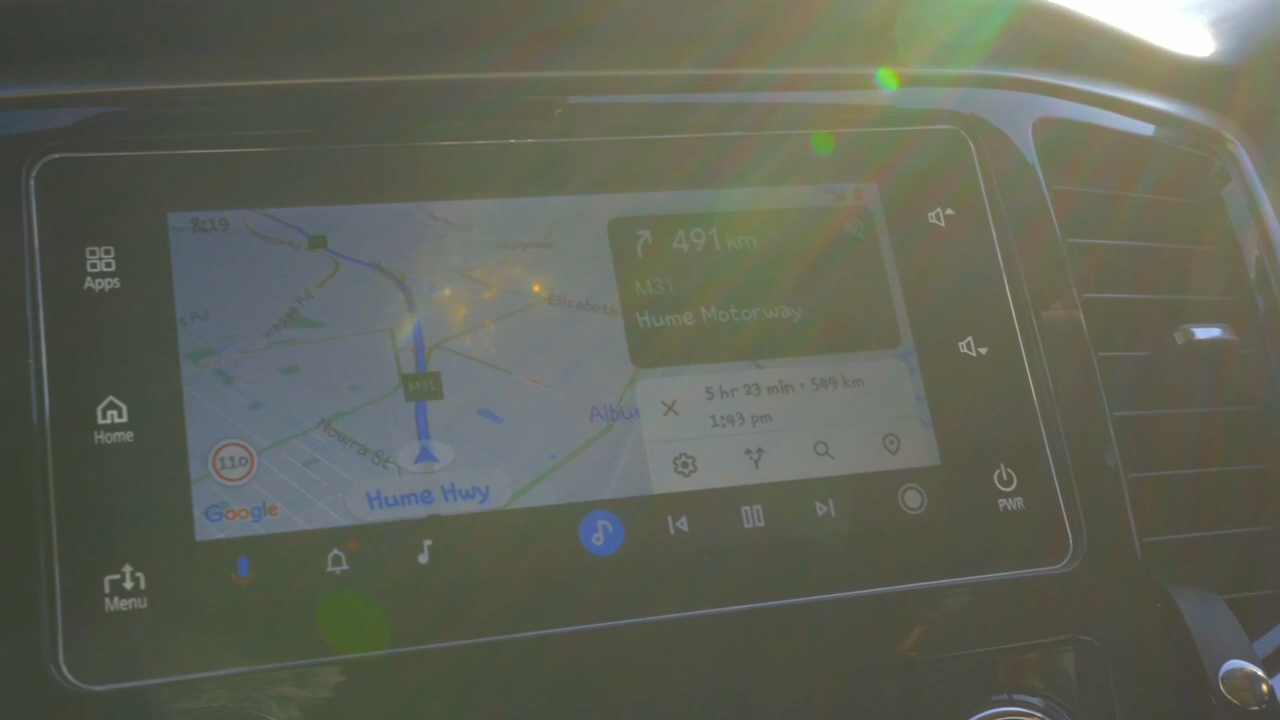 8:19
491 km
M31
Hume Motorway
Elizabeth
M31
Nowra St
Albur
110
Google
Hume Hwy
5 hr 23 min • 549 km
1:43 pm
Apps
Home
Menu
PWR